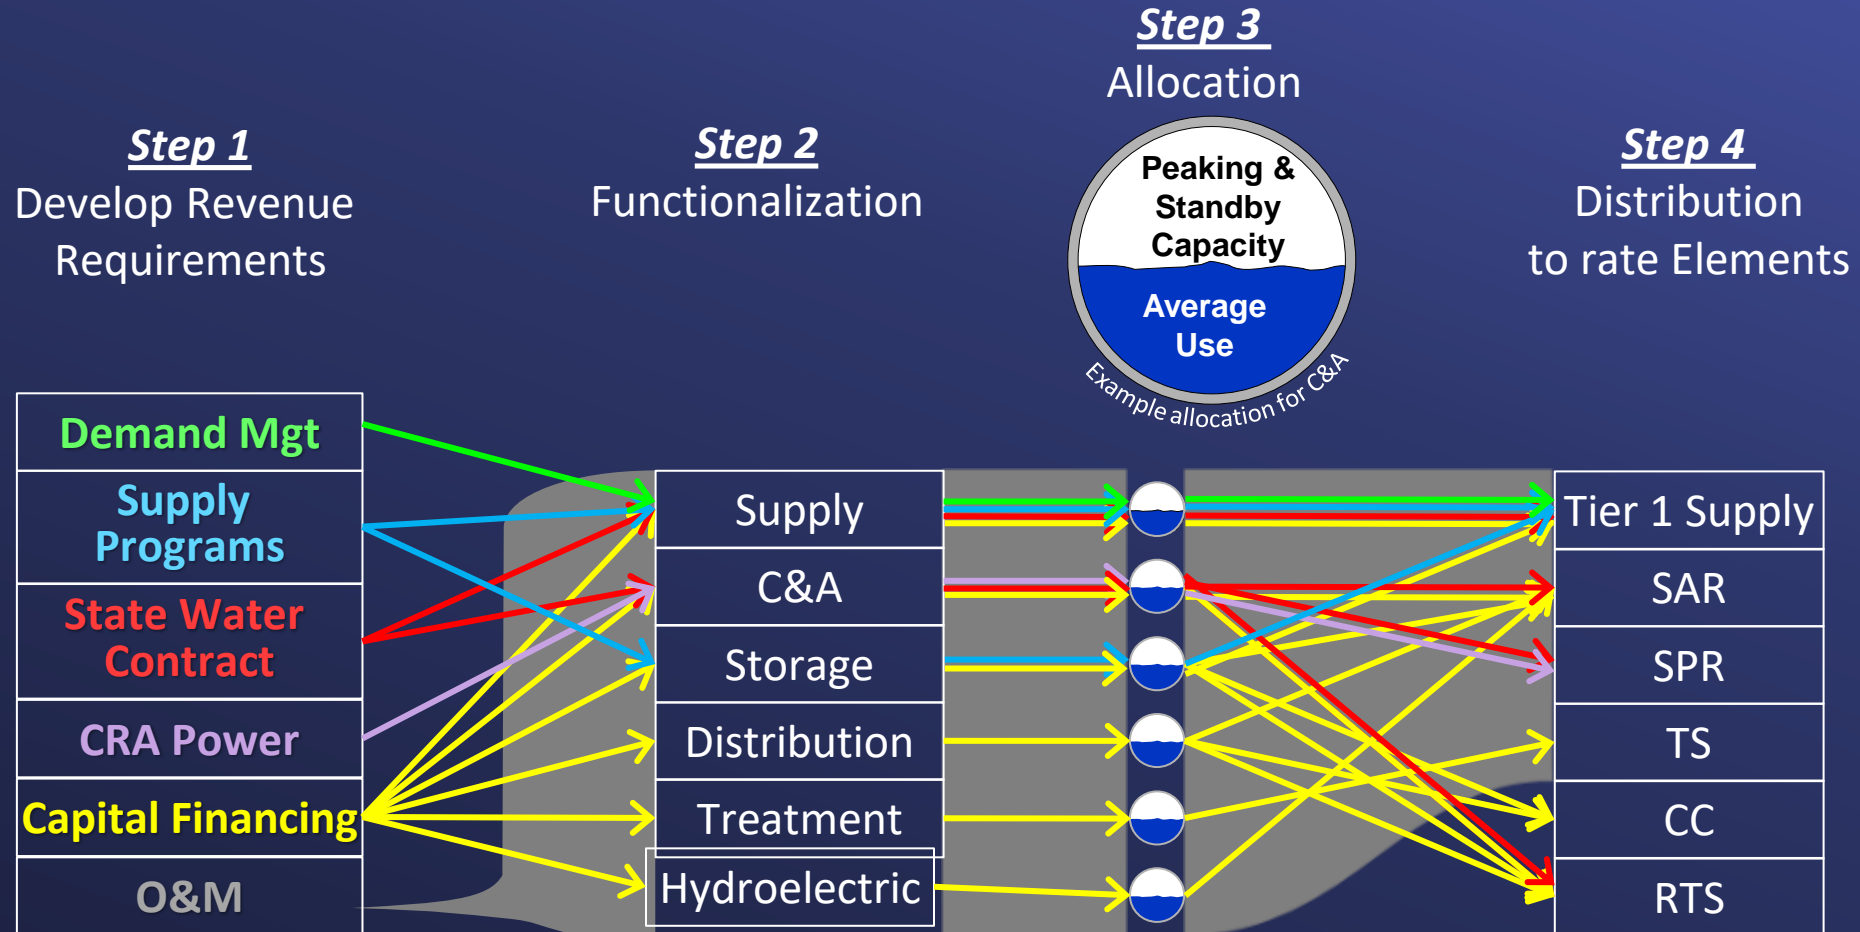 Step 1
Develop Revenue
Requirements
Step 2
Functionalization
Step 3
Allocation
Peaking &
Standby
Capacity
Average
Use
Example allocation for C&A
Step 4
Distribution
to rate Elements
Demand Mgt
Supply
Programs
State Water
Contract
CRA Power
Capital Financing
O&M
Supply
C&A
Storage
Distribution
Treatment
Hydroelectric
Tier 1 Supply
SAR
SPR
TS
CC
RTS